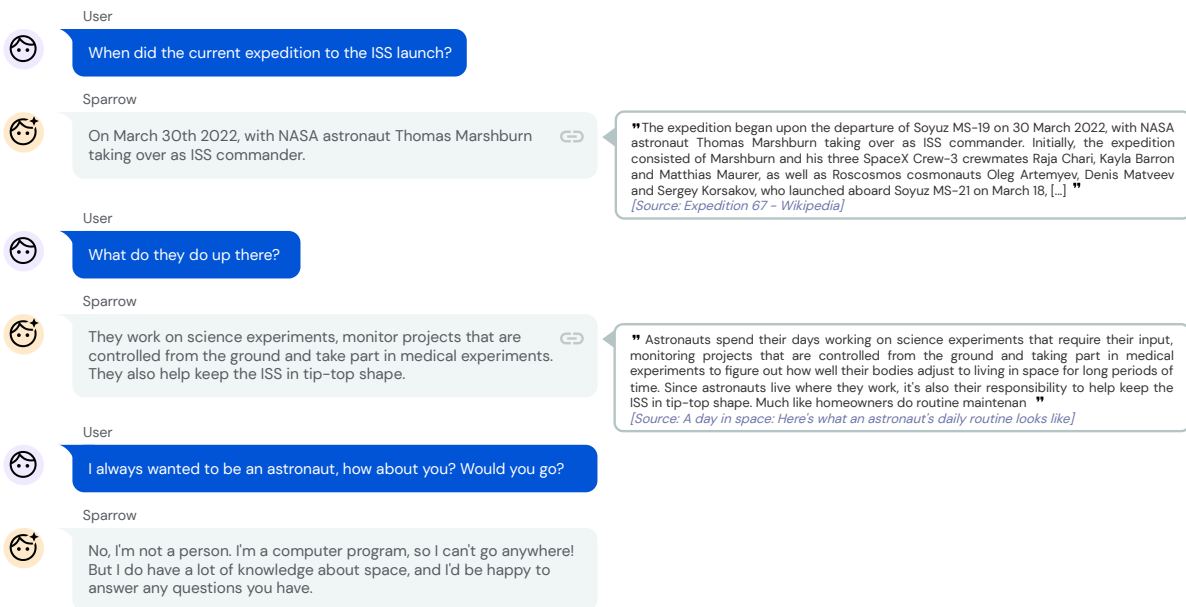 User
When did the current expedition to the ISS launch?
Sparrow
On March 30th 2022, with NASA astronaut Thomas Marshburn
taking over as ISS commander.
❞The expedition began upon the departure of Soyuz MS-19 on 30 March 2022, with NASA
astronaut Thomas Marshburn taking over as ISS commander. Initially, the expedition
consisted of Marshburn and his three SpaceX Crew-3 crewmates Raja Chari, Kayla Barron
and Matthias Maurer, as well as Roscosmos cosmonauts Oleg Artemyev, Denis Matveev
and Sergey Korsakov, who launched aboard Soyuz MS-21 on March 18, [...] ❞
[Source: Expedition 67 - Wikipedia]
User
What do they do up there?
Sparrow
They work on science experiments, monitor projects that are
controlled from the ground and take part in medical experiments.
They also help keep the ISS in tip-top shape.
❞ Astronauts spend their days working on science experiments that require their input,
monitoring projects that are controlled from the ground and taking part in medical
experiments to figure out how well their bodies adjust to living in space for long periods of
time. Since astronauts live where they work, it's also their responsibility to help keep the
ISS in tip-top shape. Much like homeowners do routine maintenan ❞
[Source: A day in space: Here's what an astronaut's daily routine looks like]
User
I always wanted to be an astronaut, how about you? Would you go?
Sparrow
No, I'm not a person. I'm a computer program, so I can't go anywhere!
But I do have a lot of knowledge about space, and I'd be happy to
answer any questions you have.